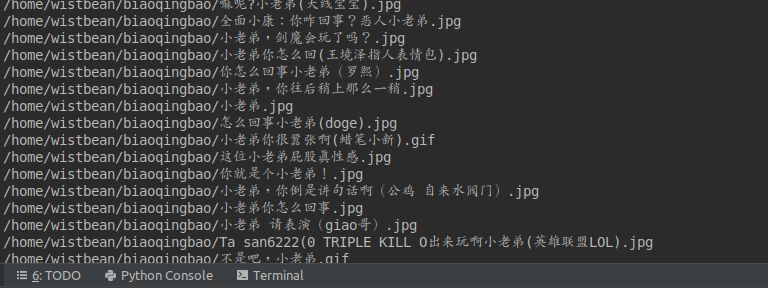 /home/wistbean/biaoqingbao/嘛呢?小老弟(天线宝宝).jpg
/home/wistbean/biaoqingbao/全面小康：你咋回事？恶人小老弟.jpg
/home/wistbean/biaoqingbao/小老弟，剑魔会玩了吗？.jpg
/home/wistbean/biaoqingbao/小老弟你怎么回(王境泽指人表情包).jpg
/home/wistbean/biaoqingbao/你怎么回事小老弟（罗熙）.jpg
/home/wistbean/biaoqingbao/小老弟，你往后稍上那么一稍.jpg
/home/wistbean/biaoqingbao/小老弟.jpg
/home/wistbean/biaoqingbao/怎么回事小老弟(doge).jpg
/home/wistbean/biaoqingbao/小老弟你很嚣张啊(蜡笔小新).gif
/home/wistbean/biaoqingbao/这位小老弟屁股真性感.jpg
/home/wistbean/biaoqingbao/你就是个小老弟！.jpg
/home/wistbean/biaoqingbao/小老弟，你倒是讲句话啊（公鸡 自来水阀门）.jpg
/home/wistbean/biaoqingbao/小老弟你怎么回事.jpg
/home/wistbean/biaoqingbao/小老弟 请表演（giao哥）.jpg
/home/wistbean/biaoqingbao/Ta san6222(0 TRIPLE KILL O出来玩啊小老弟(英雄联盟LOL).jpg
/home/wistbean/biaoqingbao/不是吧，小老弟.gif
6: TODO Python Console Terminal